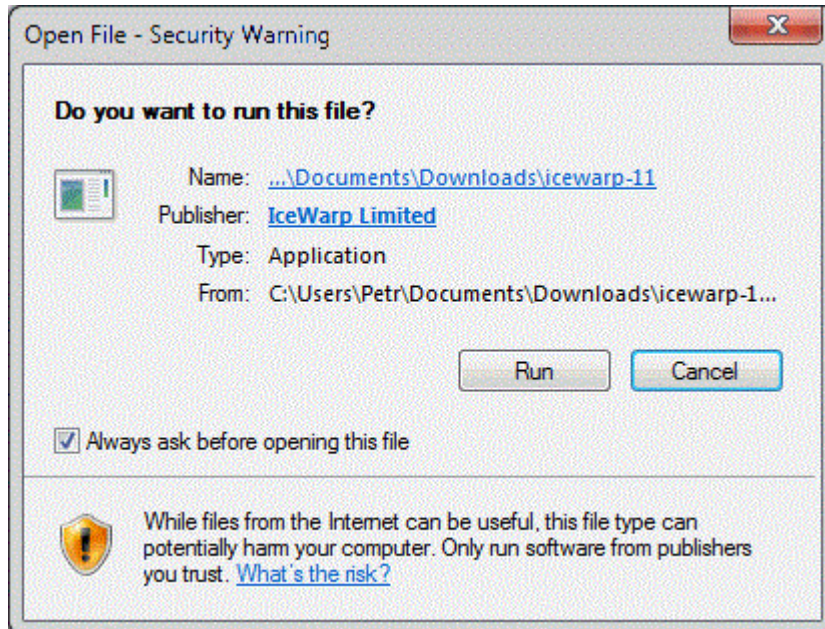 Open File - Security Warning
Do you want to run this file?
Name: ...\Documents\Downloads\icewarp-11
Publisher: IceWarp Limited
Type: Application
From: C:\Users\Petr\Documents\Downloads\icewarp-1...
Run Cancel
Always ask before opening this file
While files from the Internet can be useful, this file type can
potentially harm your computer. Only run software from publishers
you trust. What's the risk?